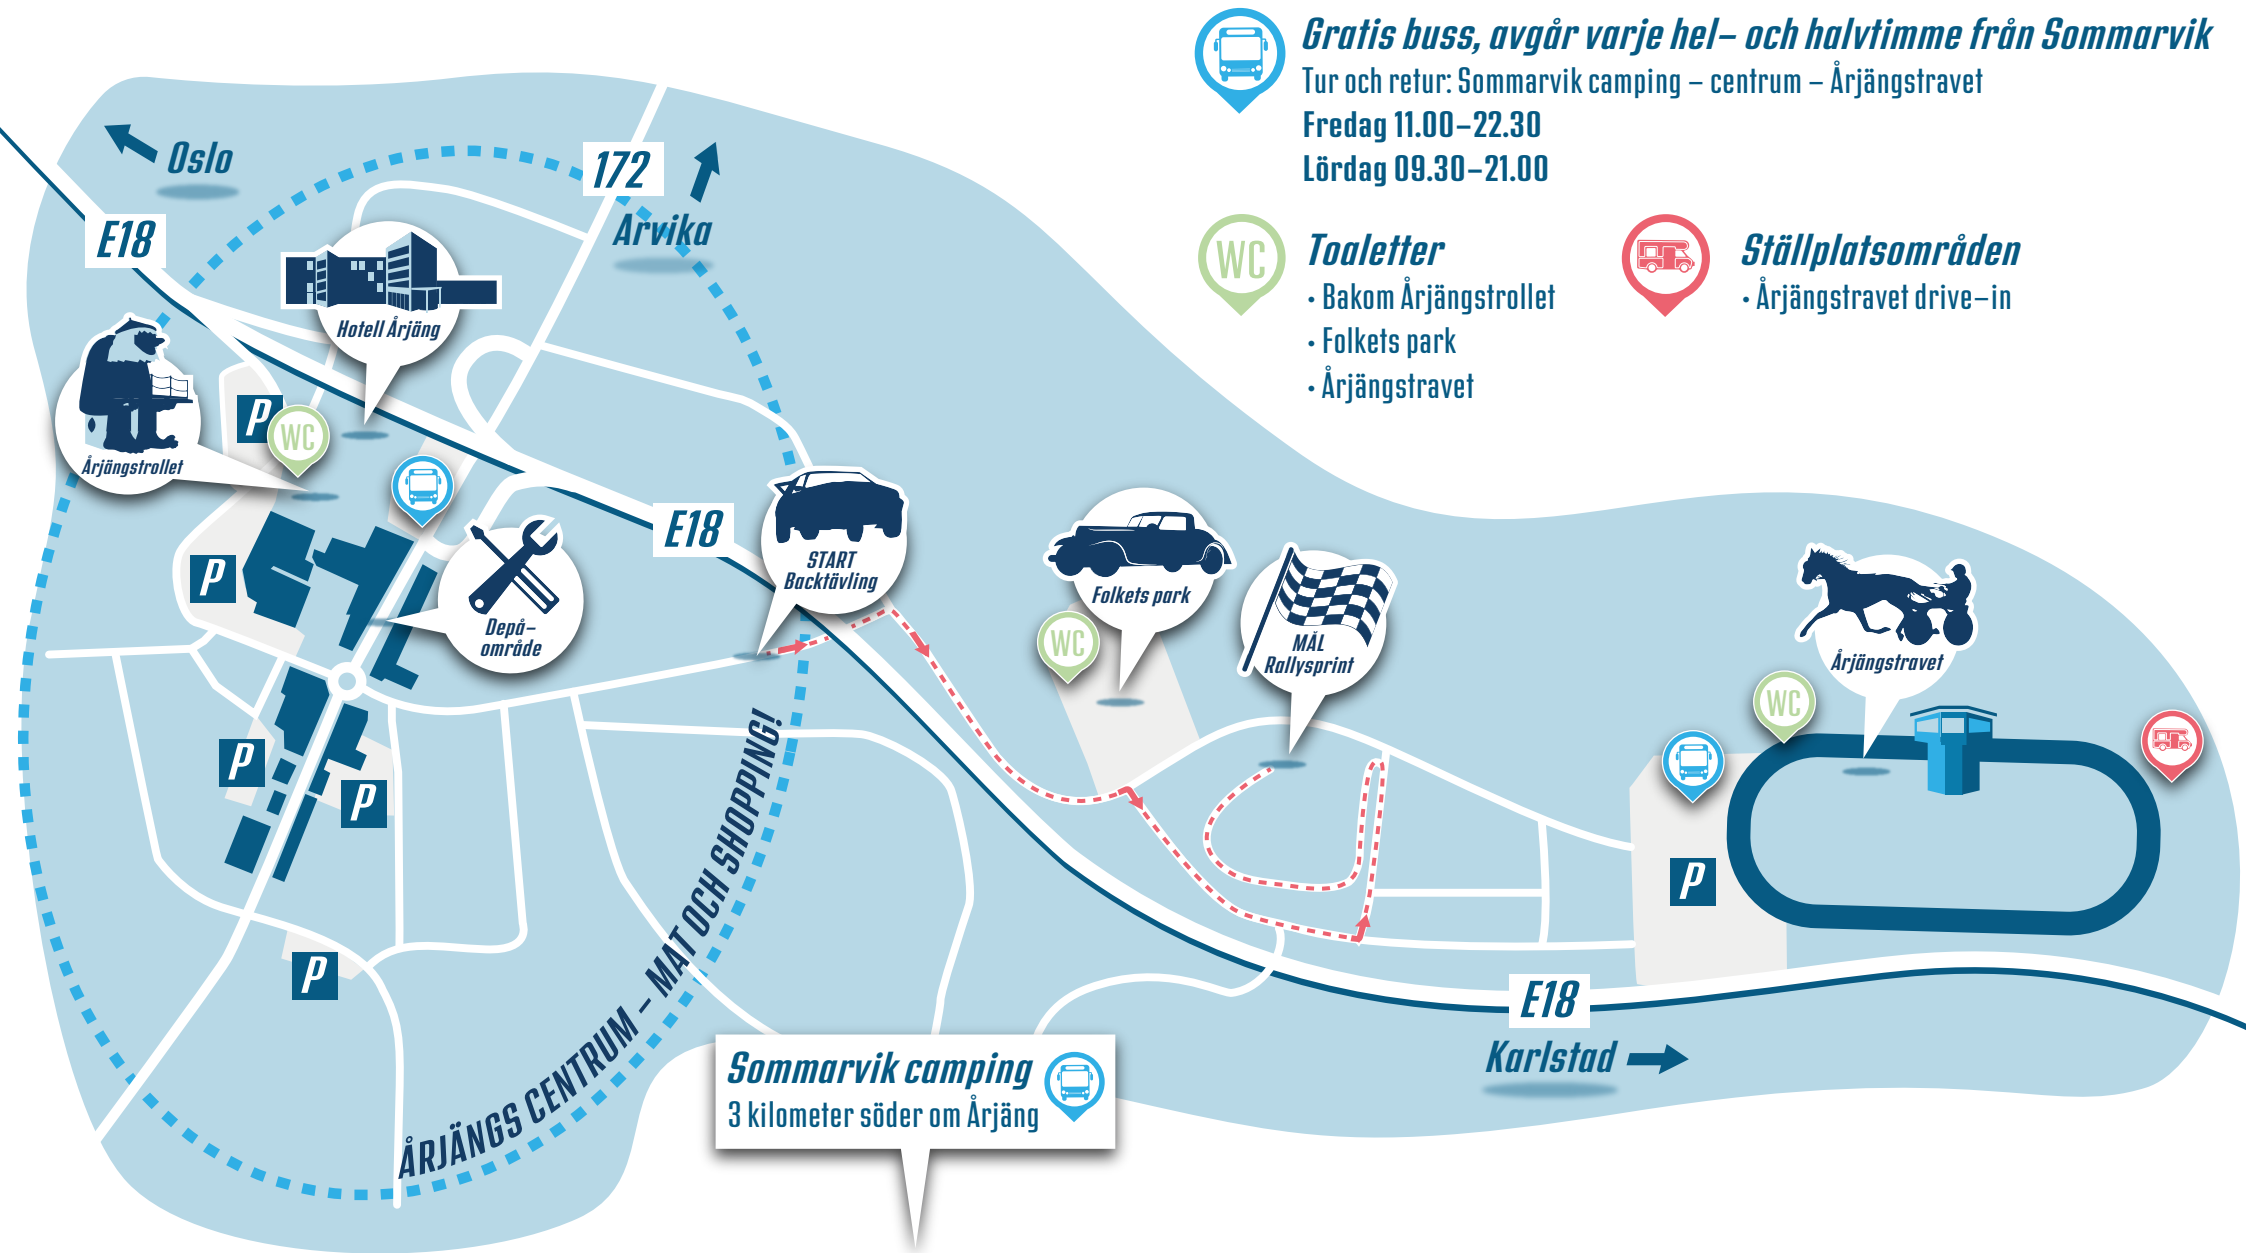 Gratis buss, avgår varje hel– och halvtimme från Sommarvik
Tur och retur: Sommarvik camping – centrum – Årjängstravet
Fredag 11.00–22.30
Lördag 09.30–21.00
WC
Toaletter
• Bakom Årjängstrollet
• Folkets park
• Årjängstravet
Ställplatsområden
• Årjängstravet drive–in
Oslo
172
Arvika
E18
Hotell Årjäng
Årjängstrollet
P
WC
E18
START
Backtävling
Folkets park
WC
MÅL
Rallysprint
Årjängstravet
WC
P
Depå–
område
P
P
P
P
ÅRJÄNGS CENTRUM – MAT OCH SHOPPING!
E18
Karlstad
Sommarvik camping
3 kilometer söder om Årjäng